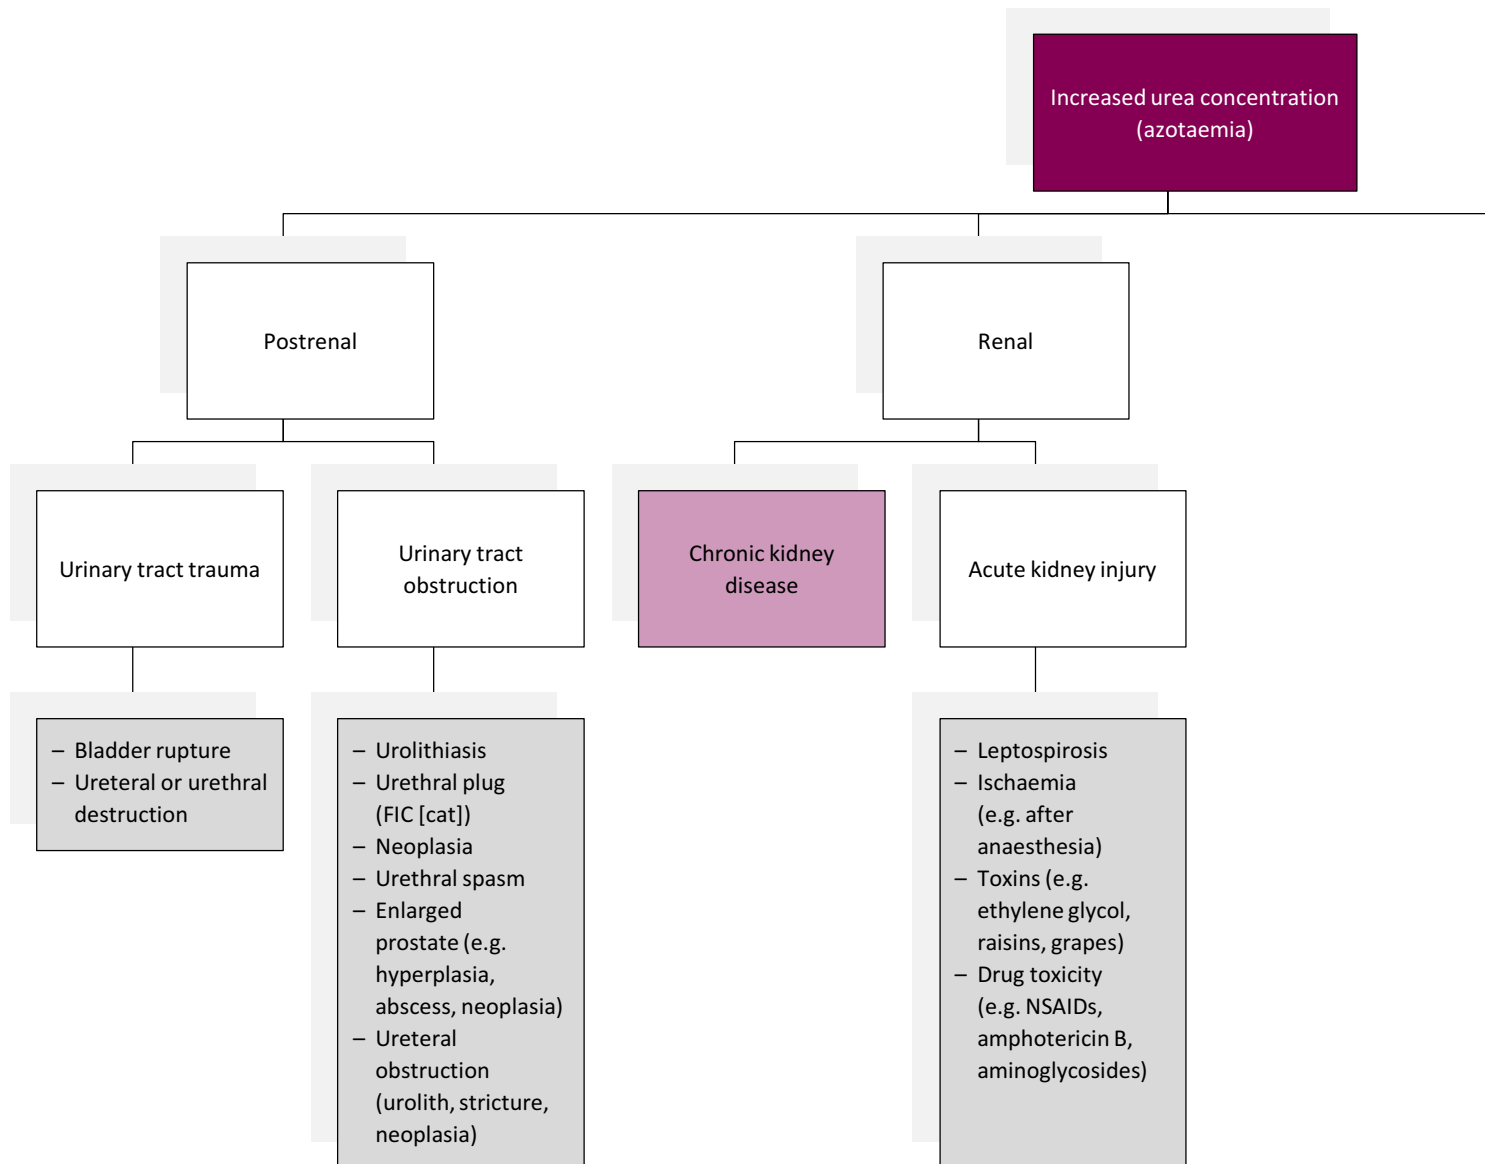 Increased urea concentration
(azotaemia)
Postrenal
Renal
Urinary tract trauma
Urinary tract
obstruction
Chronic kidney
disease
Acute kidney injury
– Bladder rupture
– Ureteral or urethral
destruction
– Urolithiasis
– Urethral plug
(FIC [cat])
– Neoplasia
– Urethral spasm
– Enlarged
prostate (e.g.
hyperplasia,
abscess, neoplasia)
– Ureteral
obstruction
(urolith, stricture,
neoplasia)
– Leptospirosis
– Ischaemia
(e.g. after
anaesthesia)
– Toxins (e.g.
ethylene glycol,
raisins, grapes)
– Drug toxicity
(e.g. NSAIDs,
amphotericin B,
aminoglycosides)